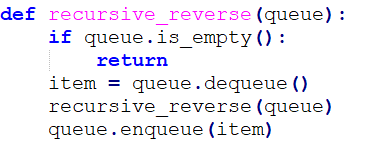 def recursive_reverse(queue):
    if queue.is_empty():
        return
    item = queue.dequeue()
    recursive_reverse(queue)
    queue.enqueue(item)